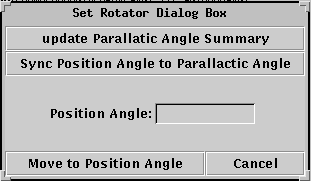 Set Rotator Dialog Box
update Parallatic Angle Summary
Sync Position Angle to Parallactic Angle
Position Angle:
Move to Position Angle Cancel